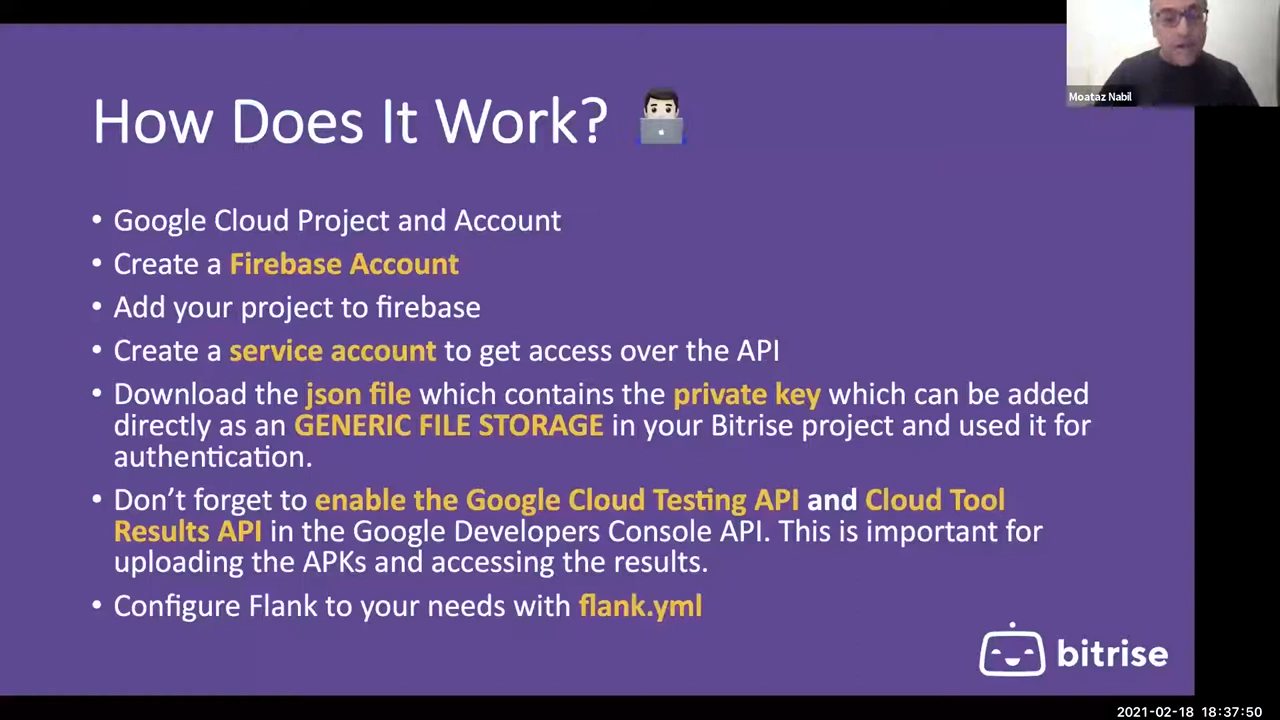 Moataz Nabil
How Does It Work?
• Google Cloud Project and Account
• Create a Firebase Account
• Add your project to firebase
• Create a service account to get access over the API
• Download the json file which contains the private key which can be added
directly as an GENERIC FILE STORAGE in your Bitrise project and used it for
authentication.
• Don’t forget to enable the Google Cloud Testing API and Cloud Tool
Results API in the Google Developers Console API. This is important for
uploading the APKs and accessing the results.
• Configure Flank to your needs with flank.yml
bitrise
2021-02-18 18:37:50